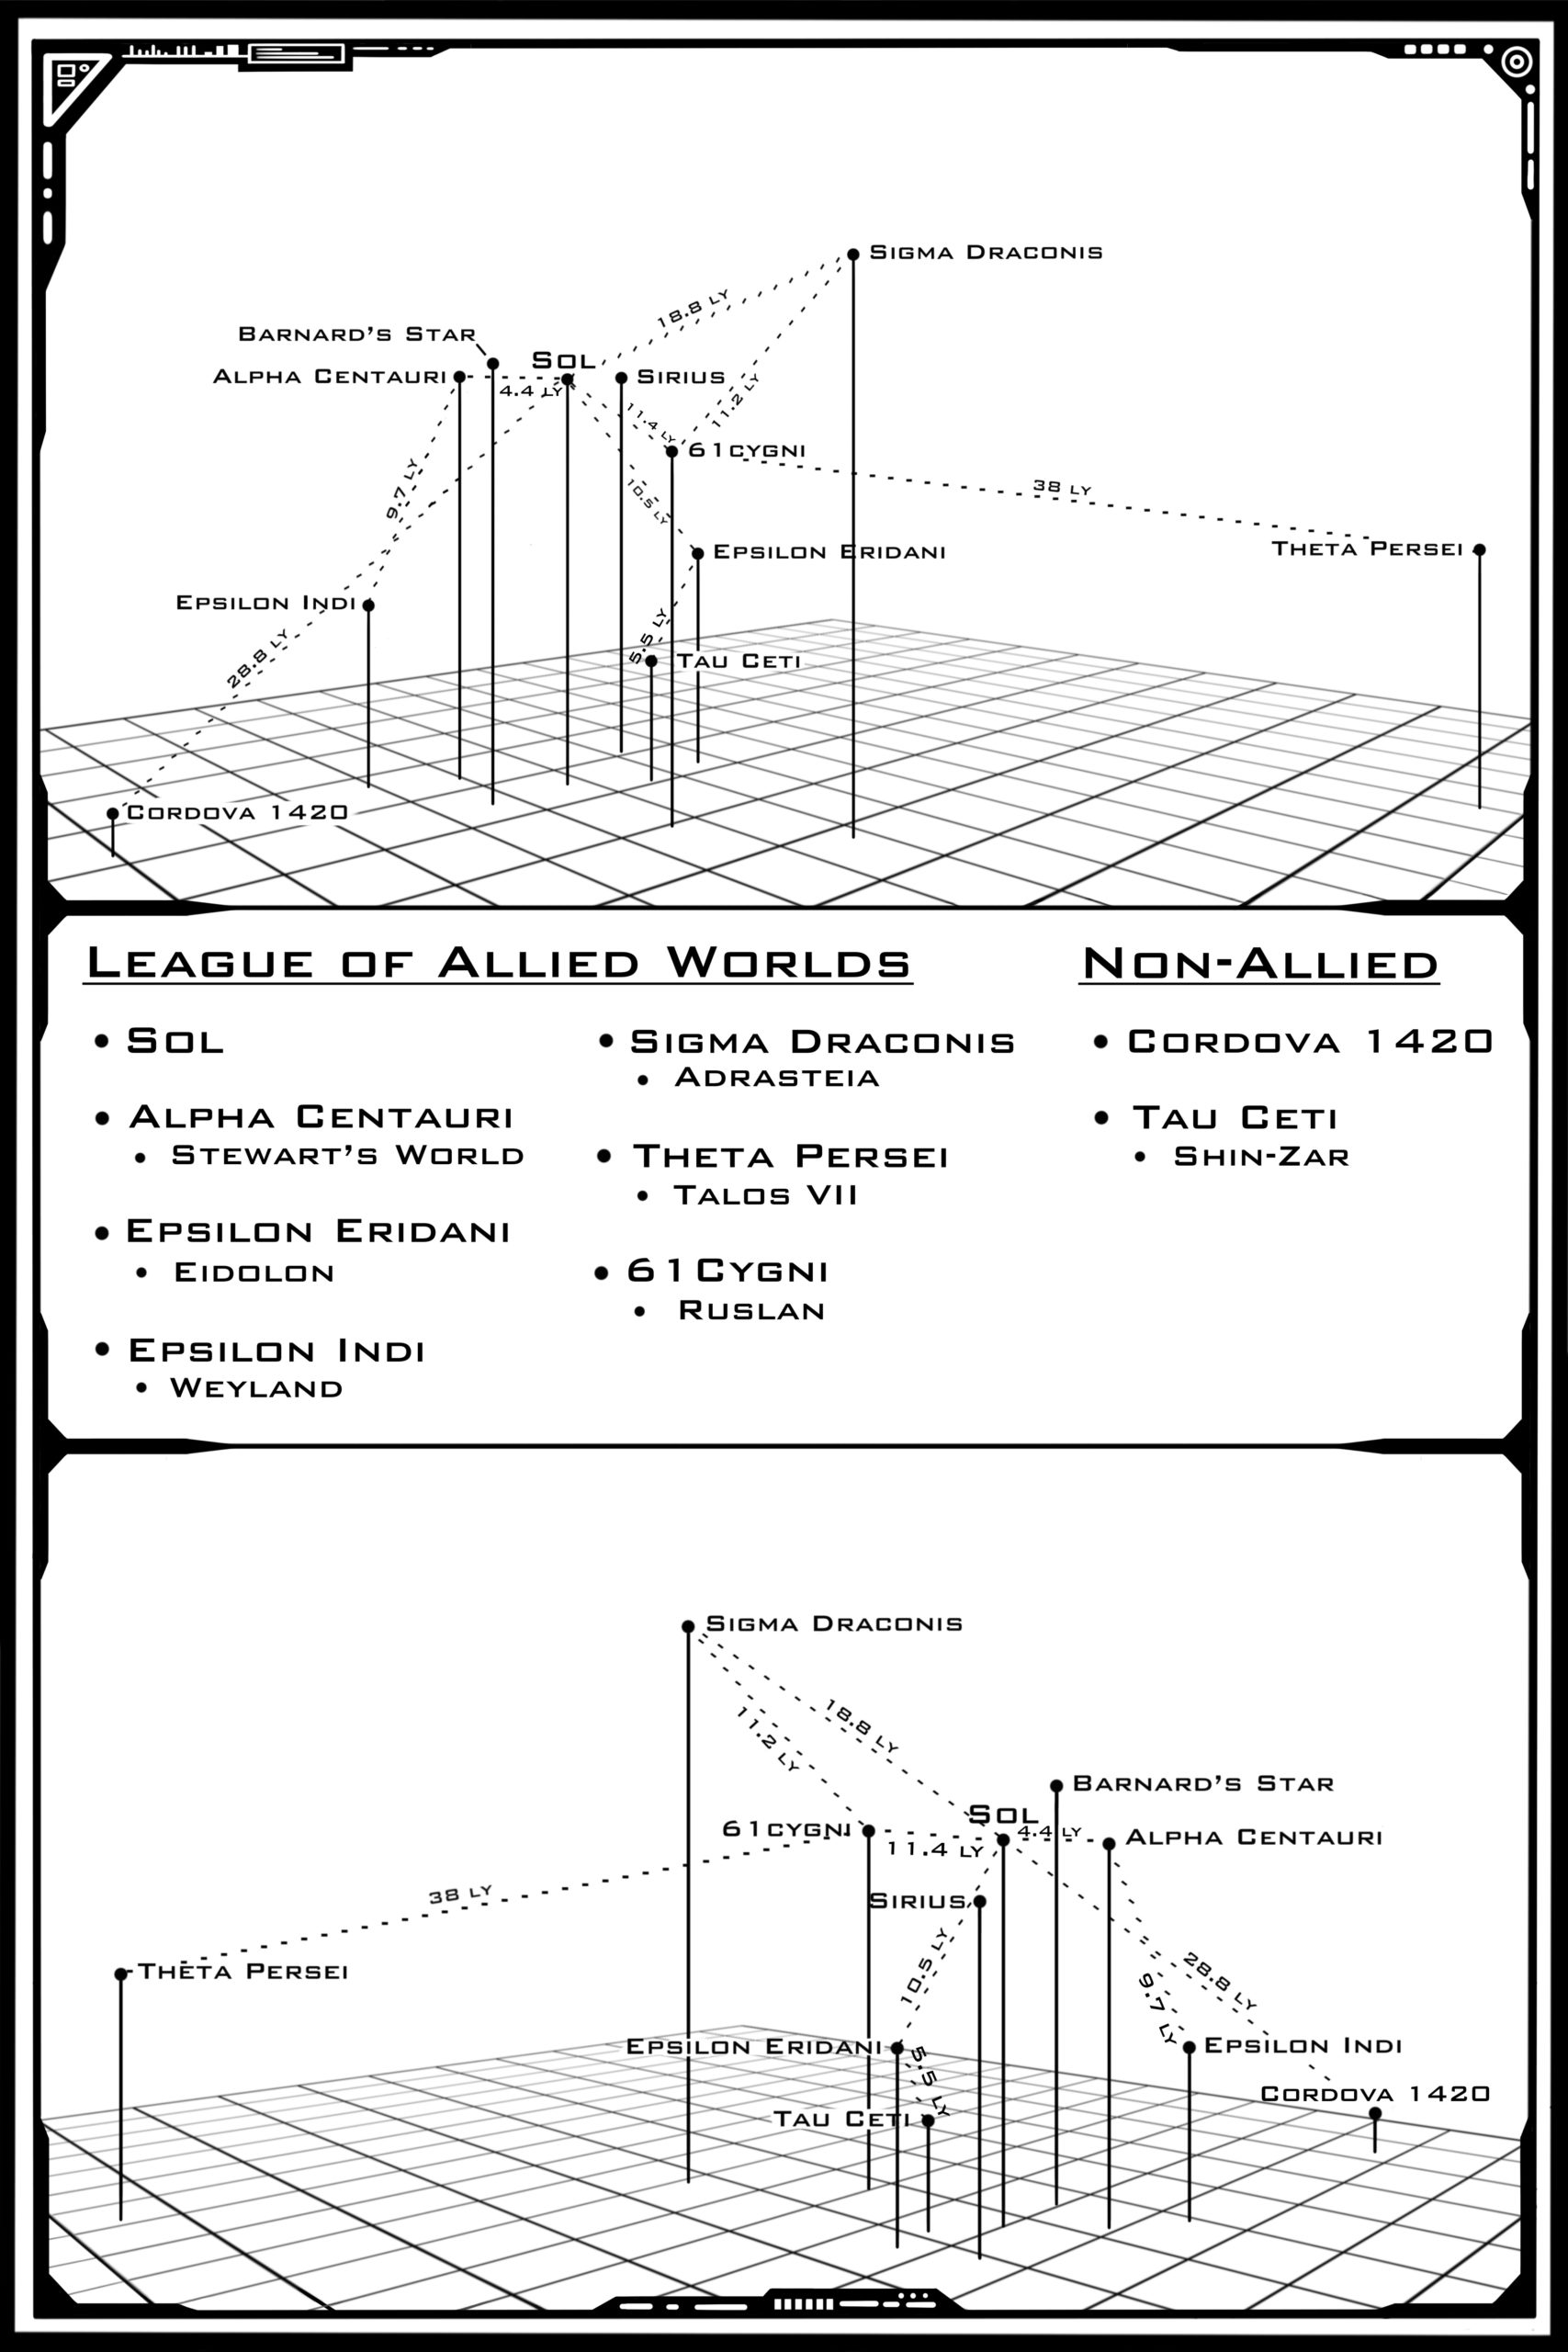 Sigma Draconis
18.8 LY
Barnard's Star
Sol
Alpha Centauri
Sirius
4.4 LY
11.2 LY
11.4 LY
61cygni
9.7 LY
10.5 LY
38 LY
Epsilon Eridani
Theta Persei
Epsilon Indi
5.5 LY
28.8 LY
Tau Ceti
Cordova 1420
League of Allied Worlds
Sol
Alpha Centauri
Stewart's World
Epsilon Eridani
Eidolon
Epsilon Indi
Weyland
Sigma Draconis
Adrasteia
Theta Persei
Talos VII
61Cygni
Ruslan
Non-Allied
Cordova 1420
Tau Ceti
Shin-Zar
Sigma Draconis
18.8 LY
11.2 LY
Barnard's Star
Sol
61cygni
4.4 LY
Alpha Centauri
11.4 LY
38 LY
Sirius
10.5 LY
Theta Persei
28.8 LY
9.7 LY
Epsilon Eridani
Epsilon Indi
5.5 LY
Cordova 1420
Tau Ceti